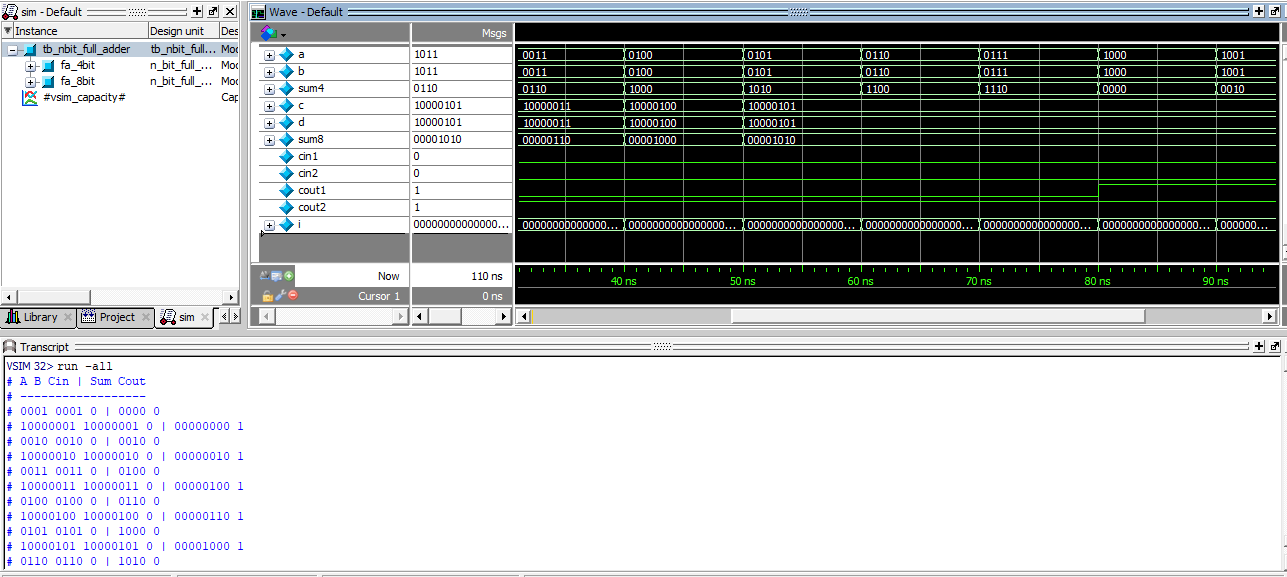 sim - Default
Instance Design unit Des
tb_nbit_full_adder tb_nbit_full... Moc
fa_4bit n_bit_full_... Moc
fa_8bit n_bit_full_... Moc
#vsim_capacity# Cap
Library Project sim
Wave - Default
Msgs
a 1011 0011 0100 0101 0110 0111 1000 1001
b 1011 0011 0100 0101 0110 0111 1000 1001
sum4 0110 0110 1000 1010 1100 1110 0000 0010
c 10000101 10000011 10000100 10000101
d 10000101 10000011 10000100 10000101
sum8 00001010 00000110 00001000 00001010
cin1 0
cin2 0
cout1 1
cout2 1
i 00000000000000... 00000000000000... 00000000000000... 00000000000000... 00000000000000... 00000000000000... 00000000000000... 000000...
Now 110 ns 40 ns 50 ns 60 ns 70 ns 80 ns 90 ns
Cursor 1 0 ns
Transcript
VSIM 32> run -all
# A B Cin | Sum Cout
# ------------------
# 0001 0001 0 | 0000 0
# 10000001 10000001 0 | 00000000 1
# 0010 0010 0 | 0010 0
# 10000010 10000010 0 | 00000010 1
# 0011 0011 0 | 0100 0
# 10000011 10000011 0 | 00000100 1
# 0100 0100 0 | 0110 0
# 10000100 10000100 0 | 00000110 1
# 0101 0101 0 | 1000 0
# 10000101 10000101 0 | 00001000 1
# 0110 0110 0 | 1010 0